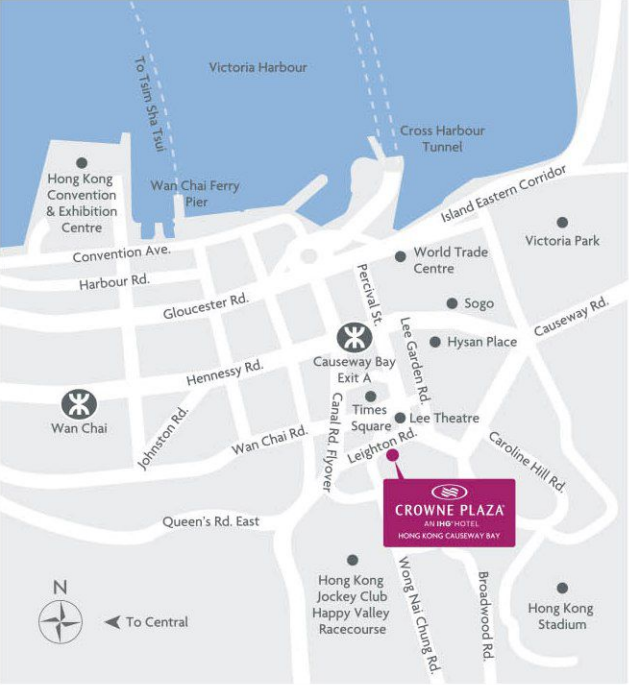 Victoria Harbour
To Tsim Sha Tsui
Cross Harbour
Tunnel
Hong Kong
Convention
& Exhibition
Centre
Wan Chai Ferry
Pier
Island Eastern Corridor
Victoria Park
Convention Ave.
World Trade
Centre
Harbour Rd.
Gloucester Rd.
Percival St.
Sogo
Causeway Rd.
Lee Garden Rd.
Hysan Place
Causeway Bay
Exit A
Hennessy Rd.
Wan Chai
Johnston Rd.
Canal Rd. Flyover
Times
Square
Lee Theatre
Wan Chai Rd.
Leighton Rd.
Caroline Hill Rd.
CROWNE PLAZA®
AN IHG® HOTEL
HONG KONG CAUSEWAY BAY
Queen's Rd. East
Hong Kong
Jockey Club
Happy Valley
Racecourse
Wong Nai Chung Rd.
Broadwood Rd.
Hong Kong
Stadium
N
To Central